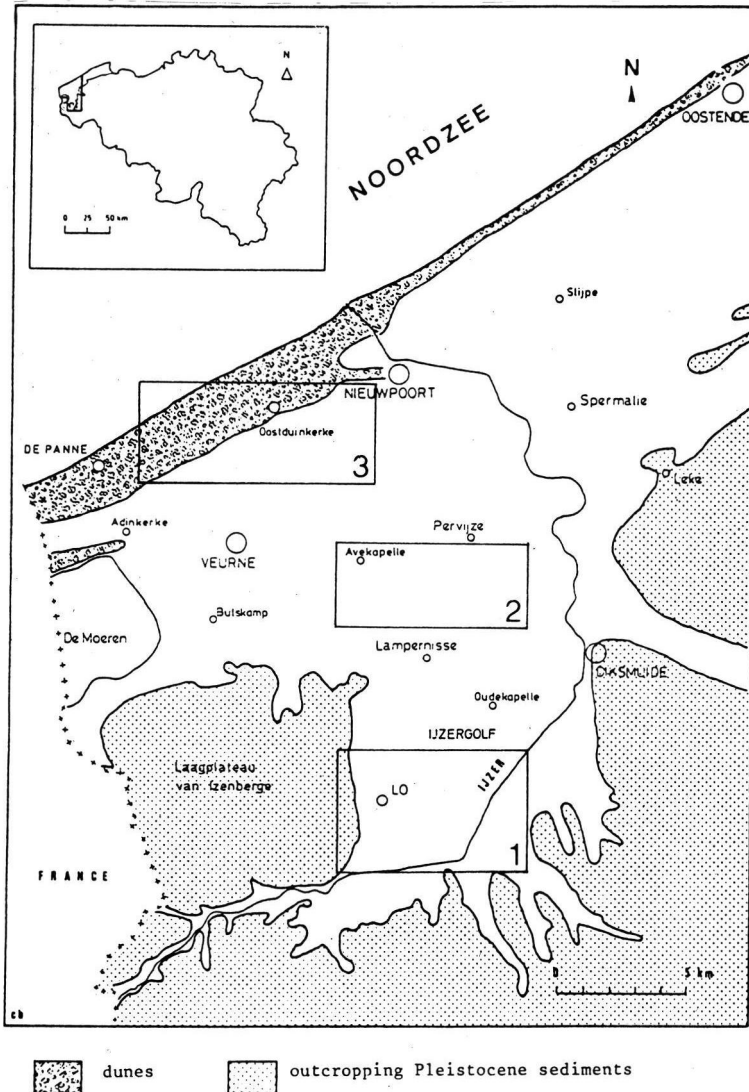 N
0 25 50 km
N
OOSTENDE
NOORDZEE
Slijpe
NIEUWPOORT
Spermalie
Oostduinkerke
DE PANNE
3
Leke
Adinkerke
Pervijze
VEURNE
Avekapelle
2
Bulskamp
De Moeren
Lampernisse
DIKSMUIDE
Oudekapelle
IJZERGOLF
Laagplateau
van Izenberge
IJZER
LO
1
FRANCE
0 5 km
cb
dunes
outcropping Pleistocene sediments